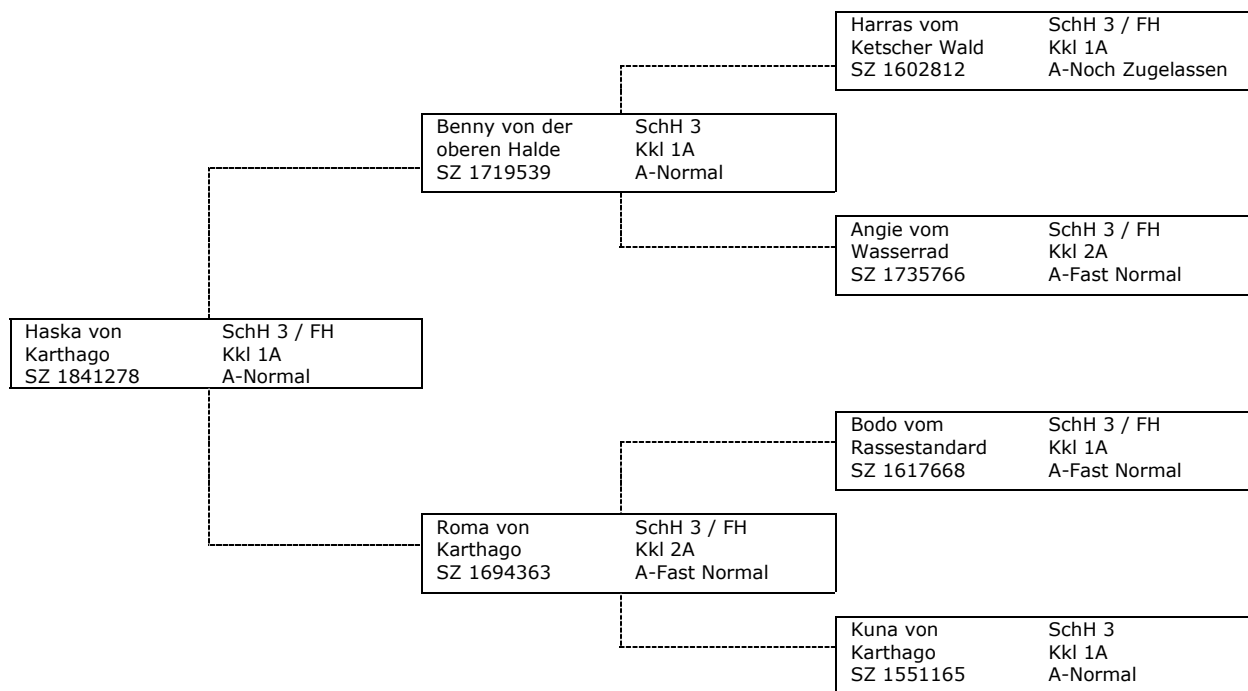 Harras vom SchH 3 / FH
Ketscher Wald Kkl 1A
SZ 1602812 A-Noch Zugelassen
Benny von der SchH 3
oberen Halde Kkl 1A
SZ 1719539 A-Normal
Angie vom SchH 3 / FH
Wasserrad Kkl 2A
SZ 1735766 A-Fast Normal
Haska von SchH 3 / FH
Karthago Kkl 1A
SZ 1841278 A-Normal
Bodo vom SchH 3 / FH
Rassestandard Kkl 1A
SZ 1617668 A-Fast Normal
Roma von SchH 3 / FH
Karthago Kkl 2A
SZ 1694363 A-Fast Normal
Kuna von SchH 3
Karthago Kkl 1A
SZ 1551165 A-Normal